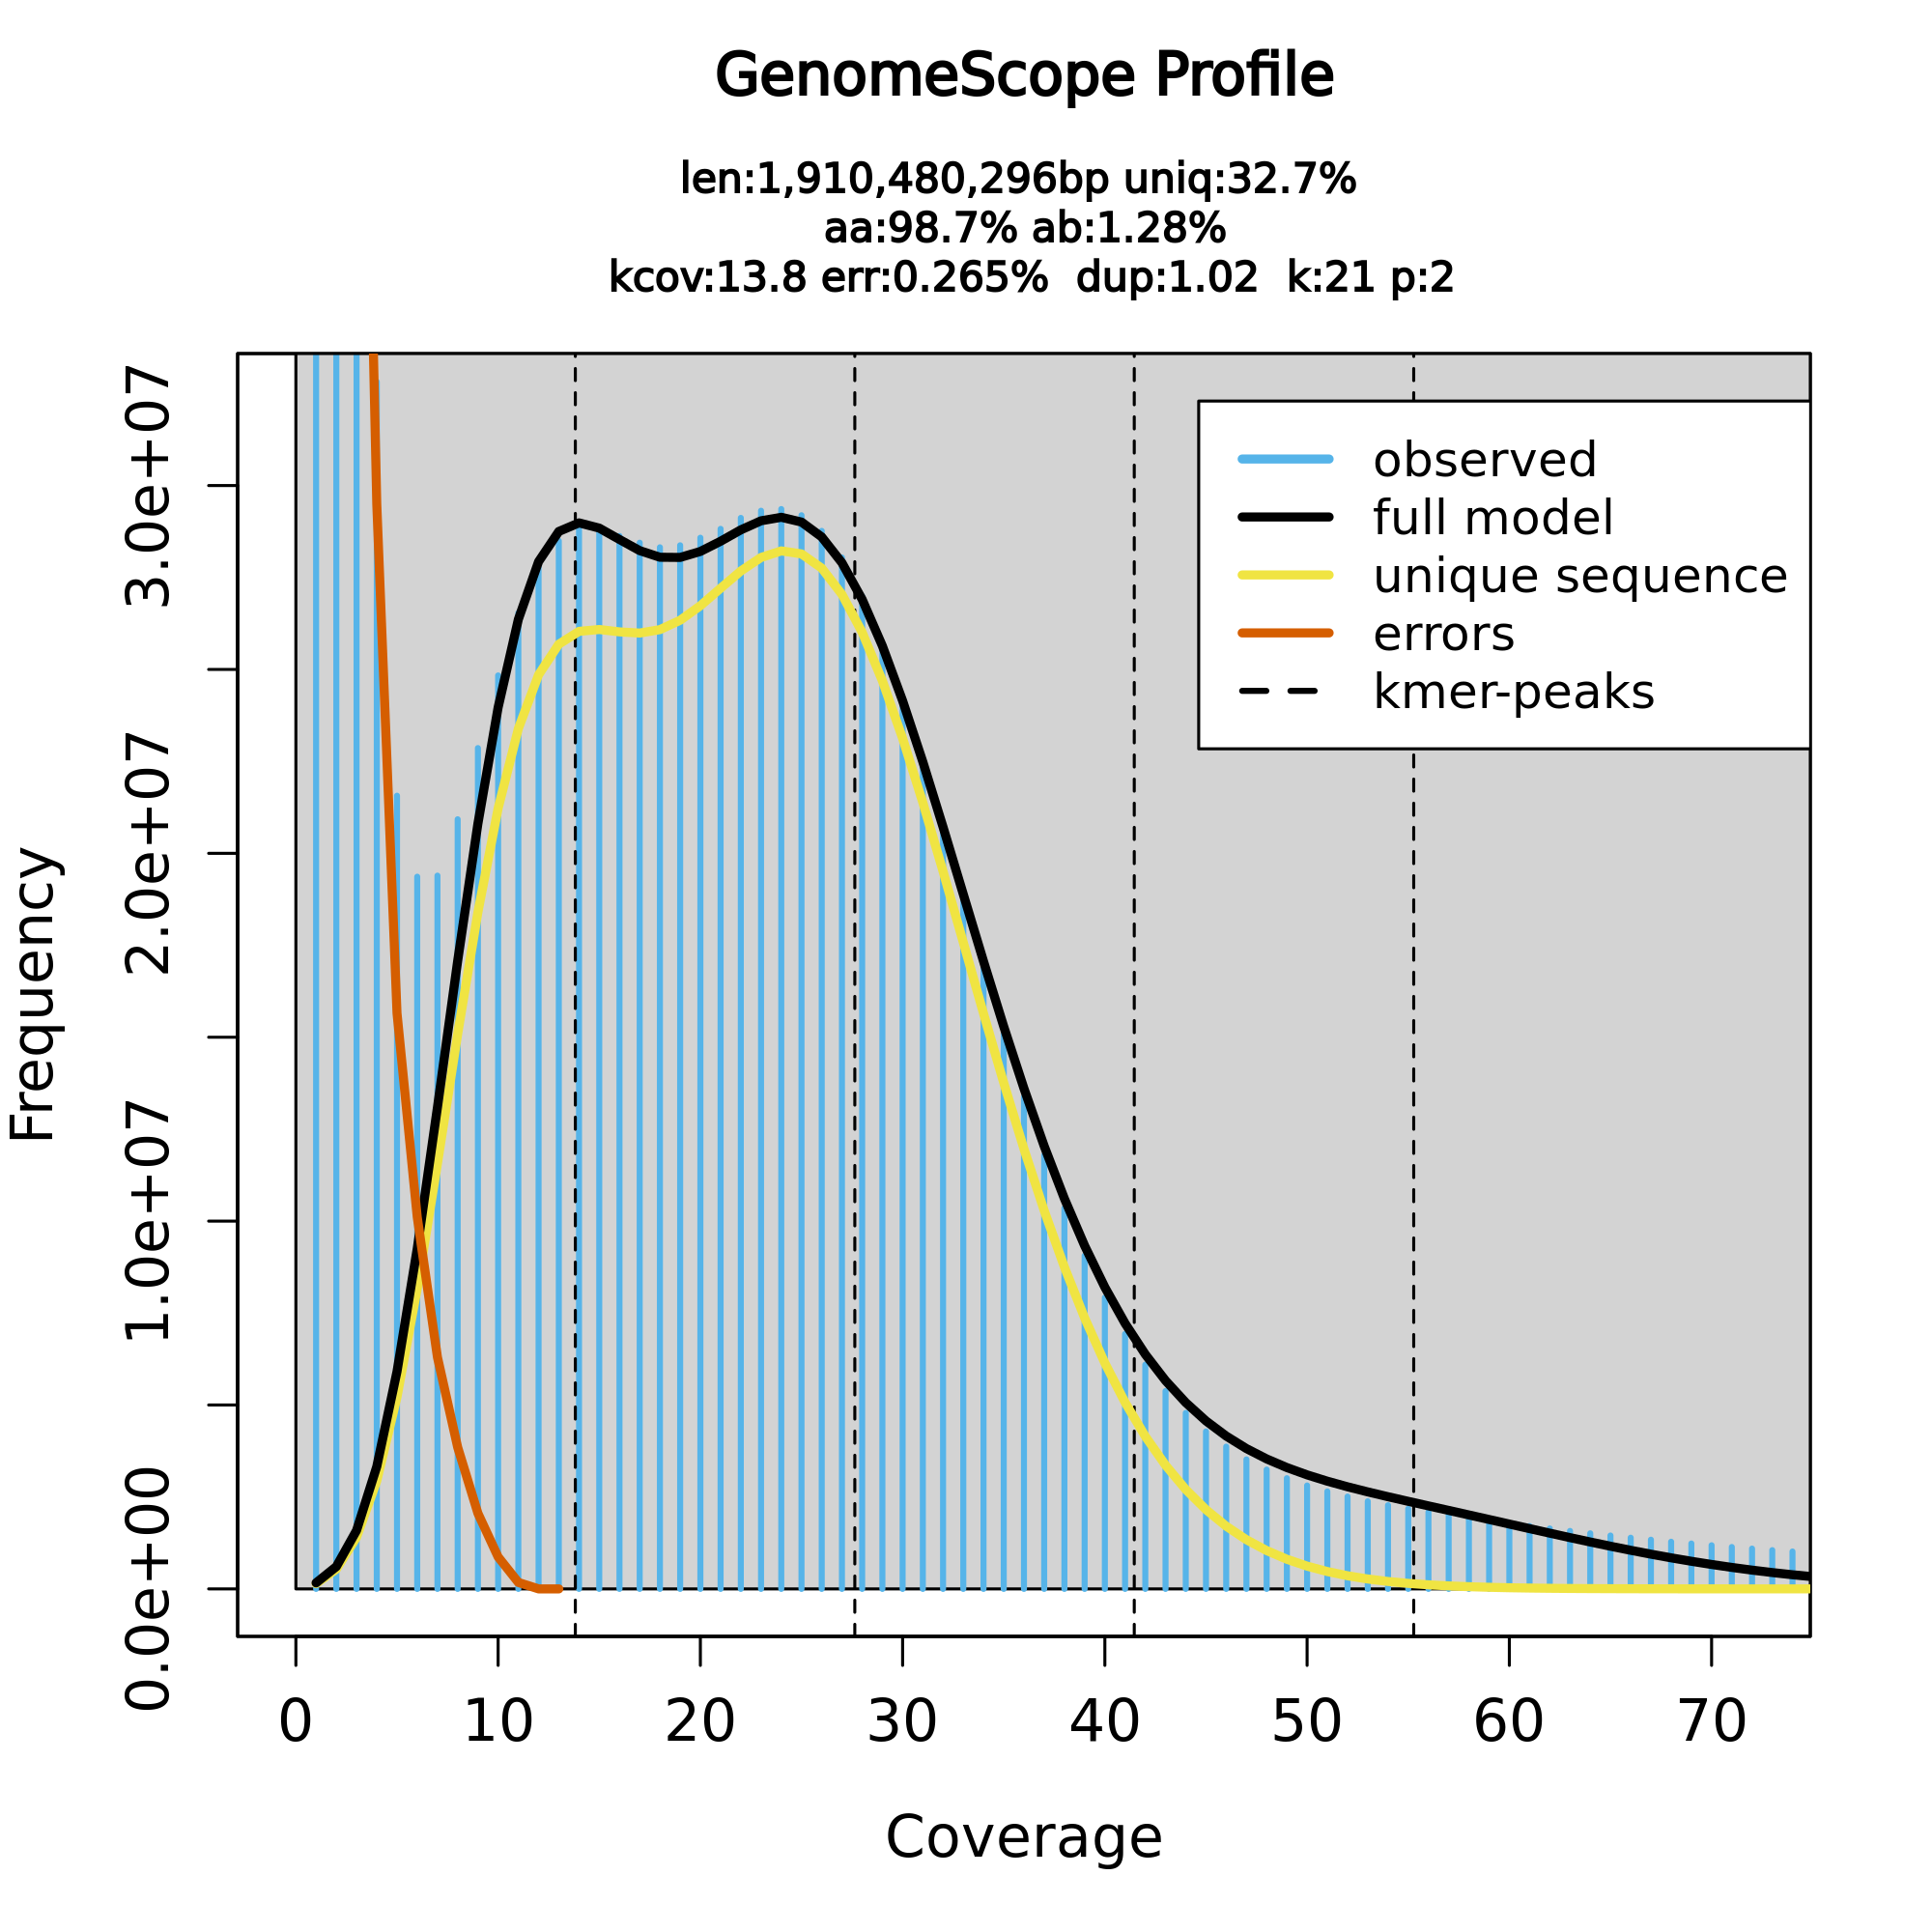 GenomeScope Profile
len:1,910,480,296bp uniq:32.7%
aa:98.7% ab:1.28%
kcov:13.8 err:0.265% dup:1.02 k:21 p:2
observed
full model
unique sequence
errors
kmer-peaks
Frequency
3.0e+07
2.0e+07
1.0e+07
0.0e+00
0 10 20 30 40 50 60 70
Coverage